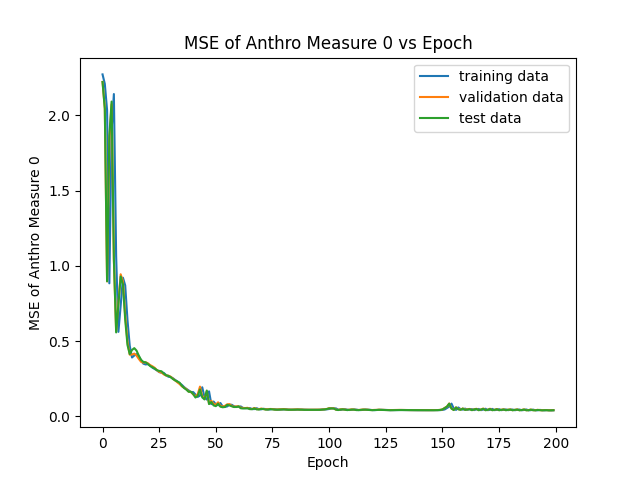 MSE of Anthro Measure 0 vs Epoch
training data
validation data
test data
MSE of Anthro Measure 0
2.0
1.5
1.0
0.5
0.0
0
25
50
75
100
125
150
175
200
Epoch